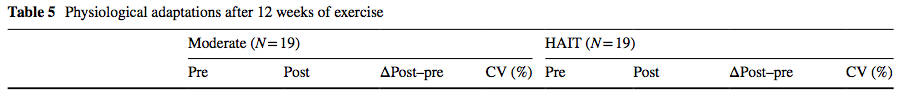 Table 5 Physiological adaptations after 12 weeks of exercise
Moderate (N=19) HAIT (N=19)
Pre Post ΔPost–pre CV (%) Pre Post ΔPost–pre CV (%)